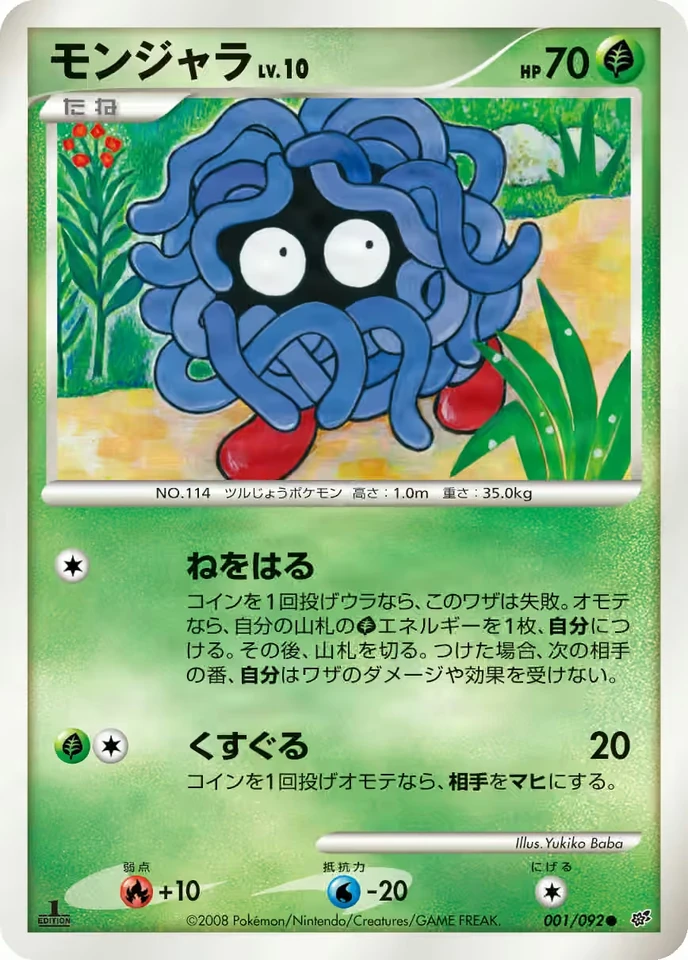 モンジャラ LV.10 HP 70
たね
NO.114 ツルじょうポケモン 高さ:1.0m 重さ:35.0kg
ねをはる
コインを1回投げウラなら、このワザは失敗。オモテ
なら、自分の山札のエネルギーを1枚、自分につ
ける。その後、山札を切る。つけた場合、次の相手
の番、自分はワザのダメージや効果を受けない。
くすぐる 20
コインを1回投げオモテなら、相手をマヒにする。
Illus.Yukiko Baba
弱点 抵抗力 にげる
+10 -20
1 EDITION ©2008 Pokémon/Nintendo/Creatures/GAME FREAK. 001/092●